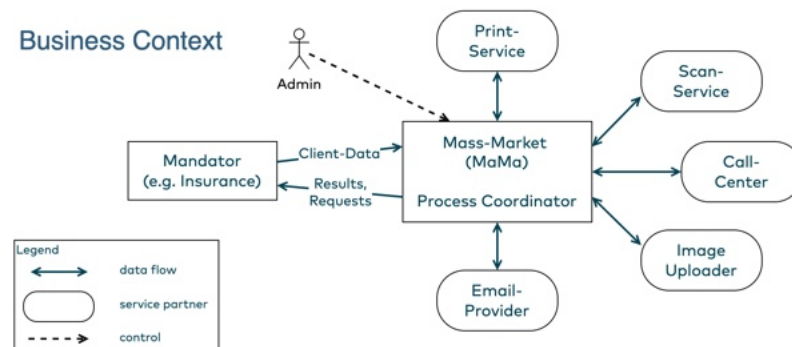 Business Context
Admin
Print-
Service
Scan-
Service
Mandator
(e.g. Insurance)
Client-Data
Results,
Requests
Mass-Market
(MaMa)
Process Coordinator
Call-
Center
Image
Uploader
Email-
Provider
Legend
data flow
service partner
control